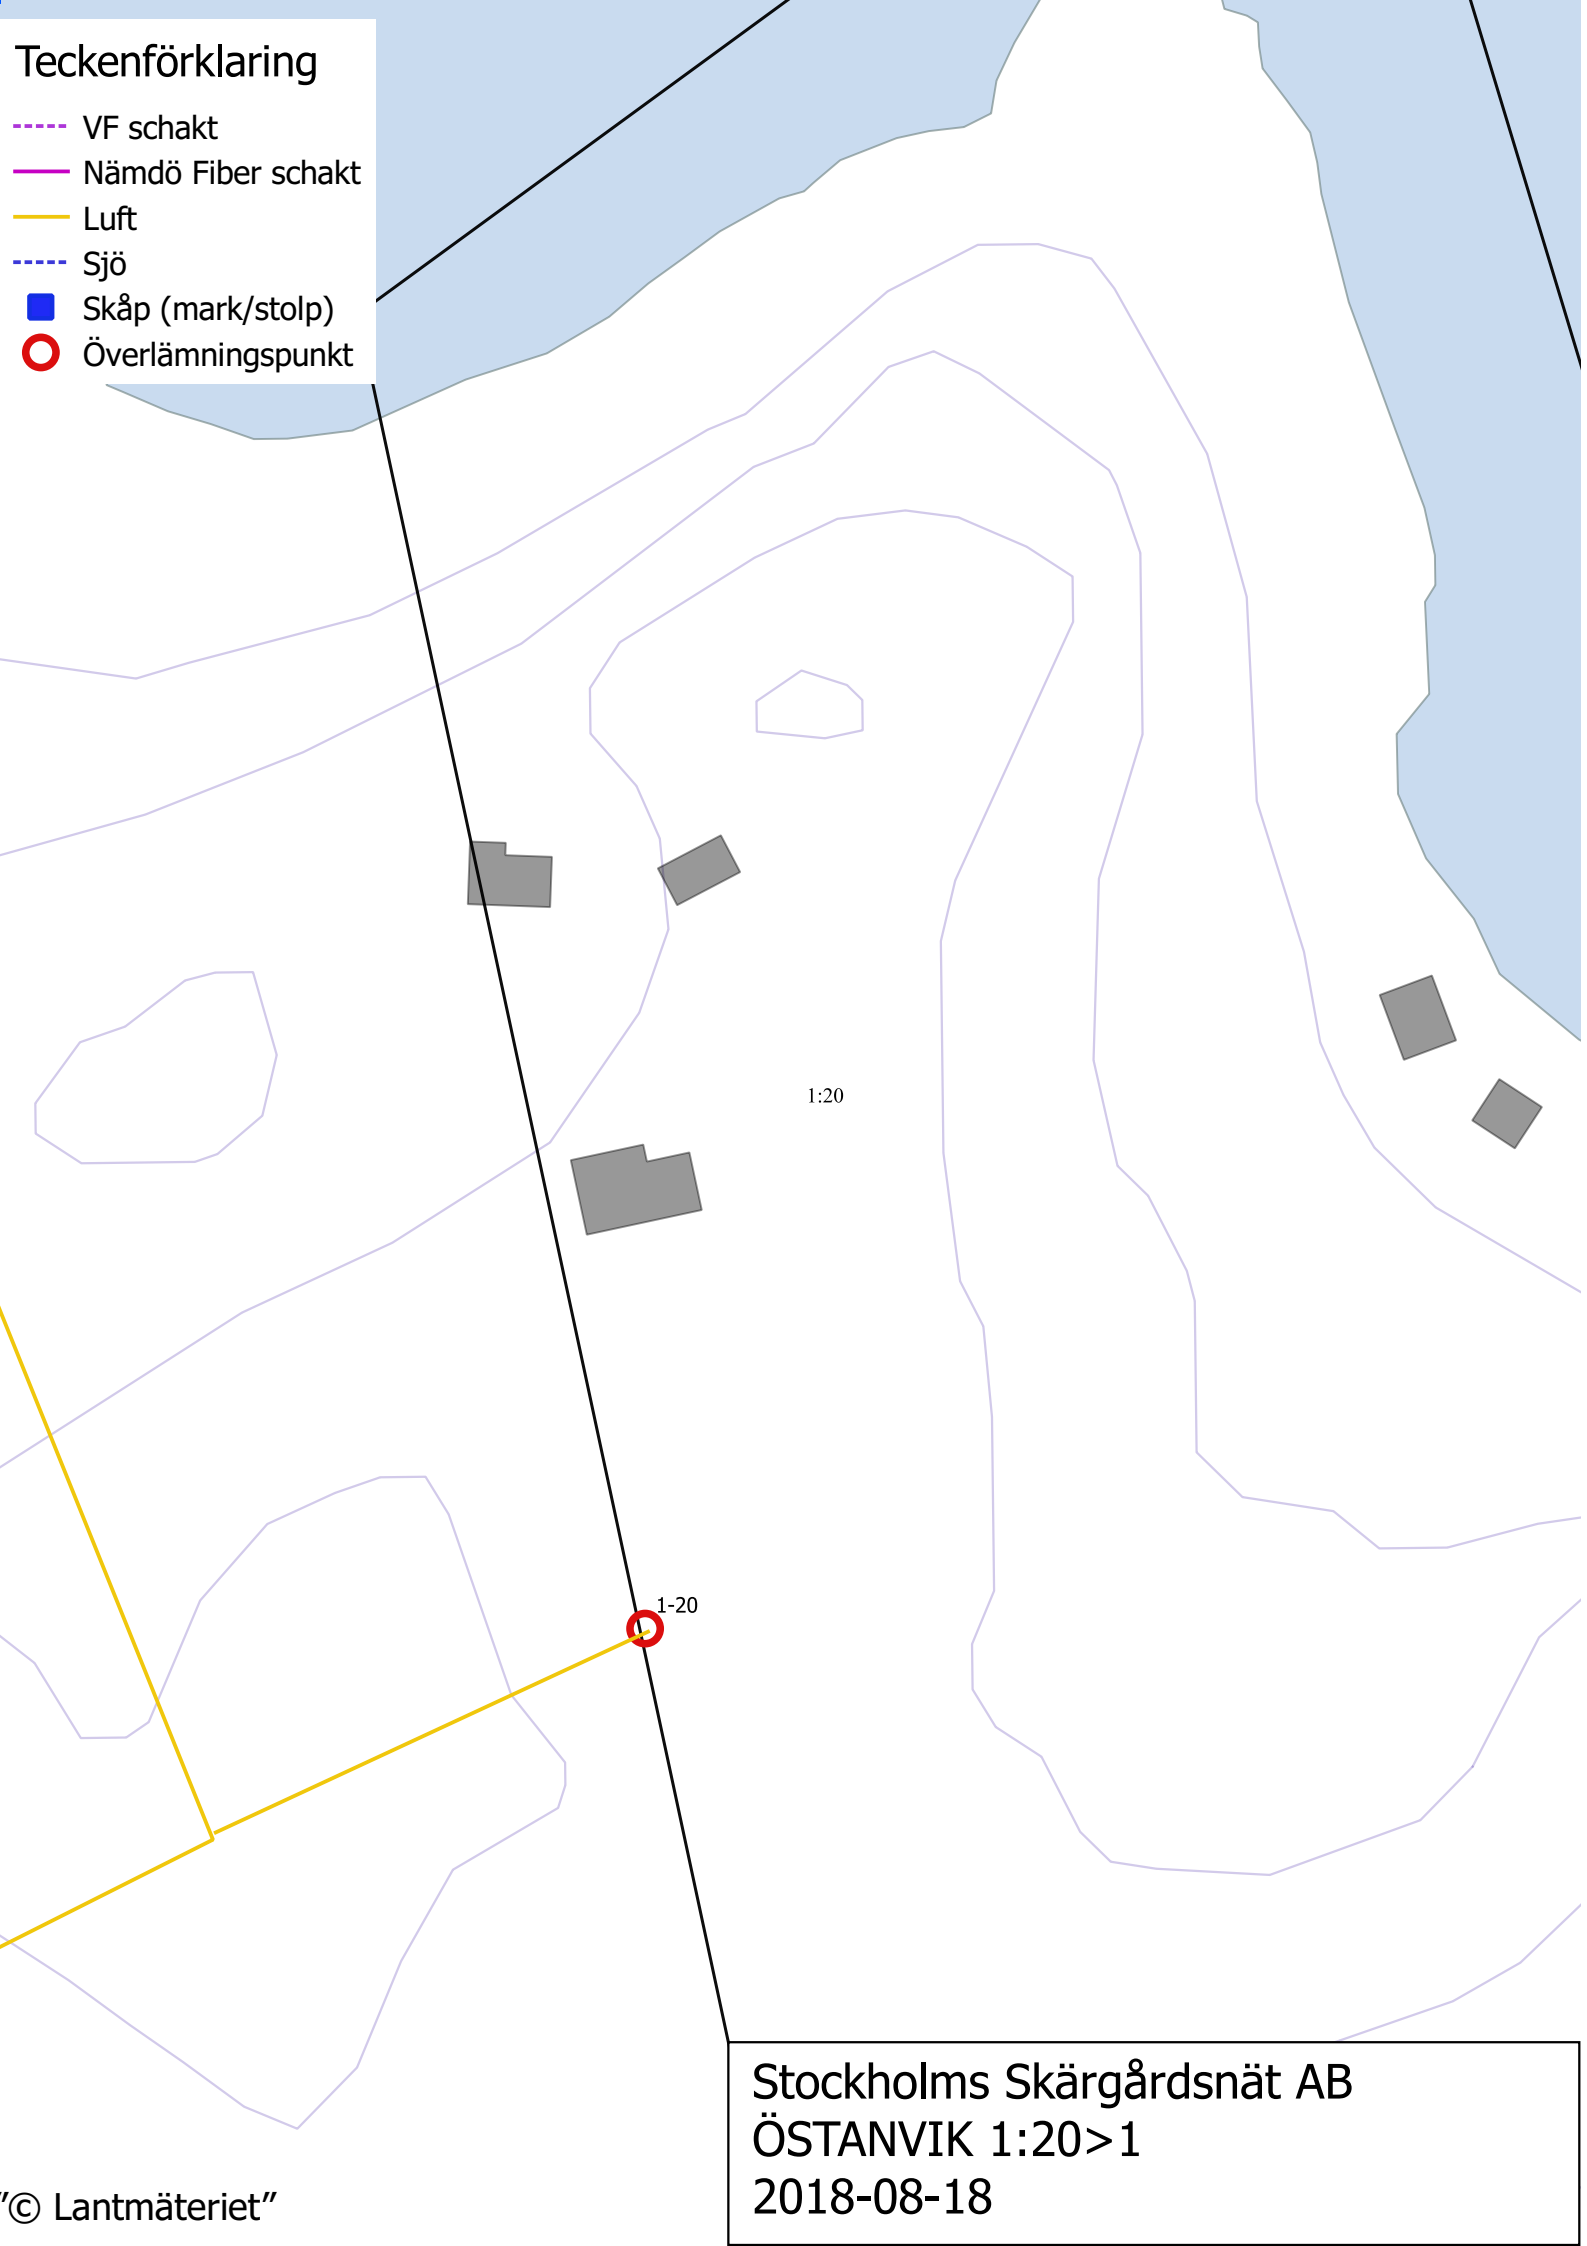 Teckenförklaring
VF schakt
Nämdö Fiber schakt
Luft
Sjö
Skåp (mark/stolp)
Överlämningspunkt
1:20
1-20
Stockholms Skärgårdsnät AB
ÖSTANVIK 1:20>1
2018-08-18
"© Lantmäteriet"